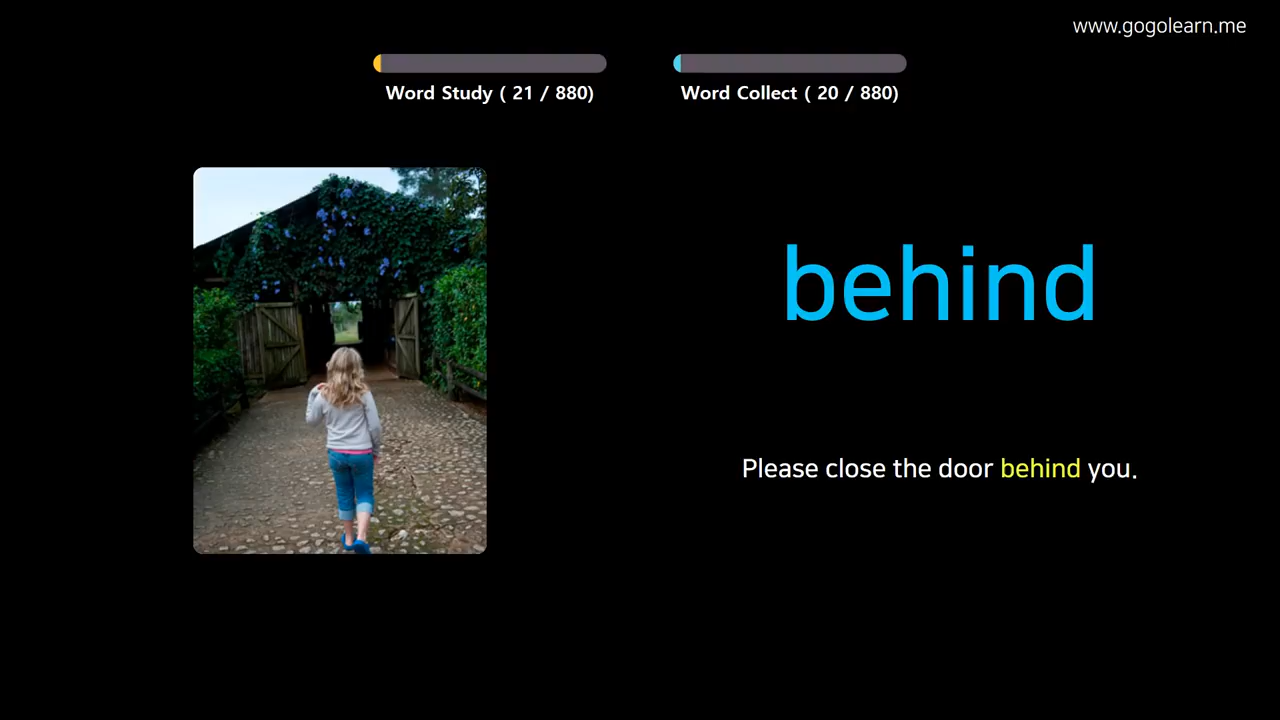 www.gogolearn.me
Word Study ( 21 / 880)
Word Collect ( 20 / 880)
behind
Please close the door behind you.